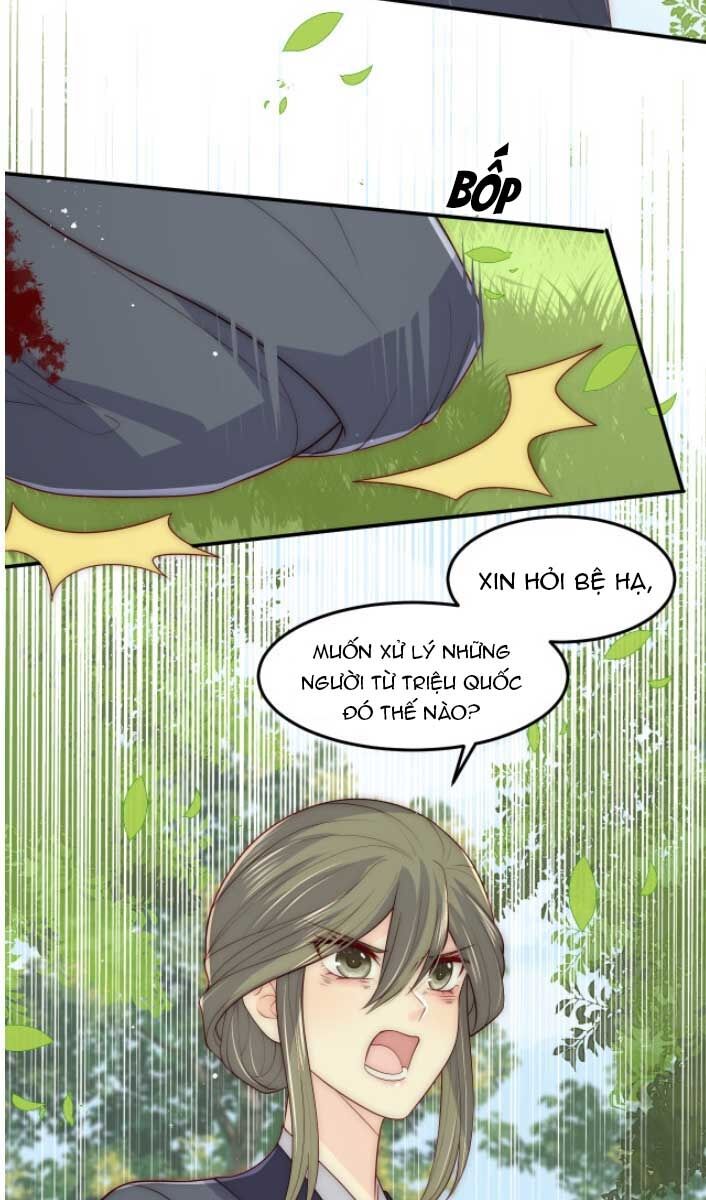 BỐP
XIN HỎI BỆ HẠ,
MUỐN XỬ LÝ NHỮNG
NGƯỜI TỪ TRIỆU QUỐC
ĐÓ THẾ NÀO?